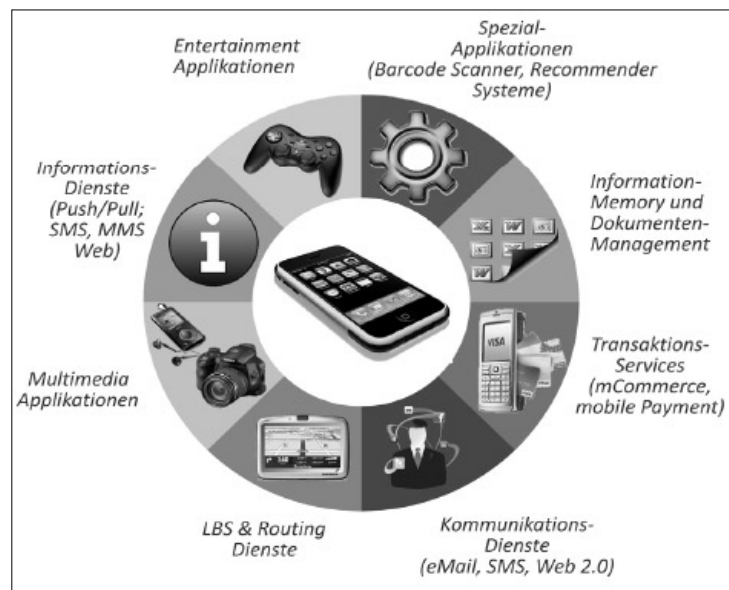 Entertainment
Applikationen
Spezial-
Applikationen
(Barcode Scanner, Recommender
Systeme)
Information-
Memory und
Dokumenten-
Management
Transaktions-
Services
(mCommerce,
mobile Payment)
Kommunikations-
Dienste
(eMail, SMS, Web 2.0)
LBS & Routing
Dienste
Multimedia
Applikationen
Informations-
Dienste
(Push/Pull;
SMS, MMS
Web)
VISA